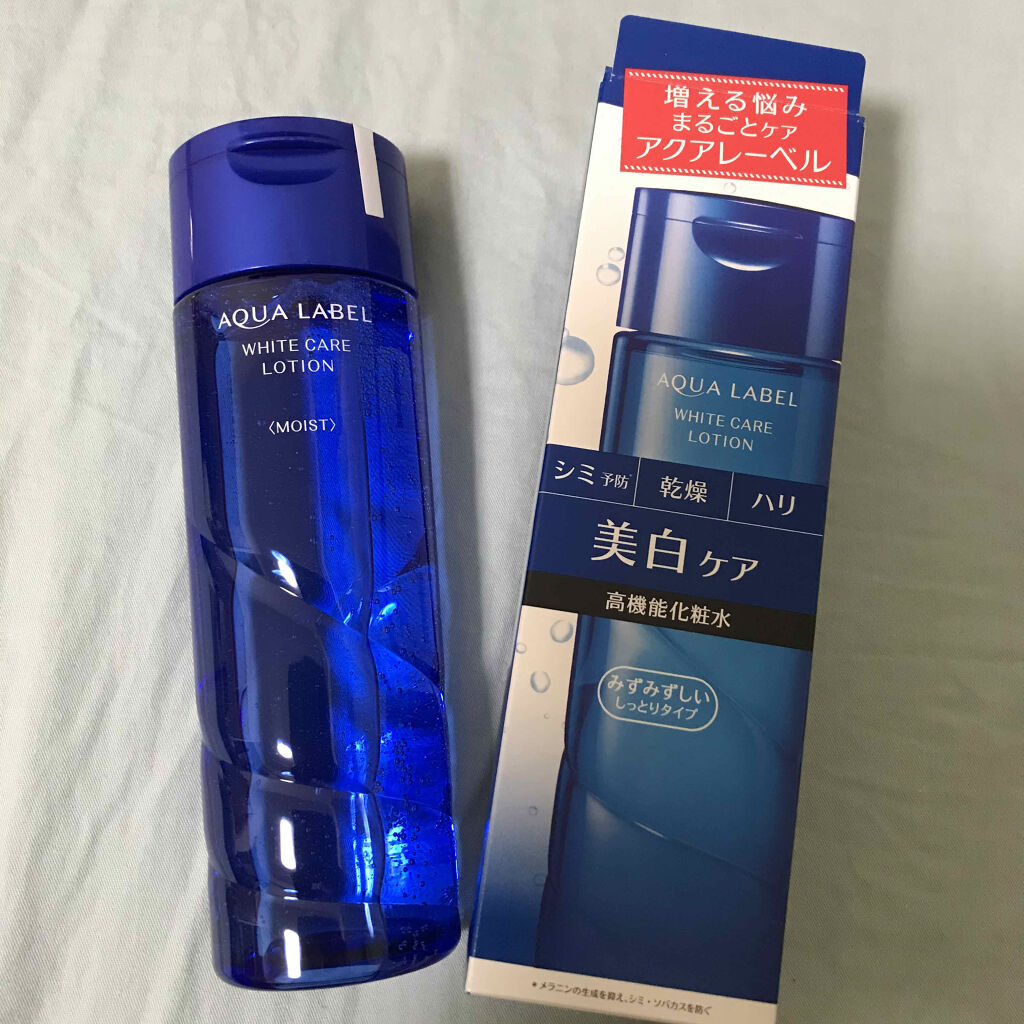 AQUA LABEL
WHITE CARE
LOTION
〈MOIST〉
増える悩み
まるごとケア
アクアレーベル
AQUA LABEL
WHITE CARE
LOTION
シミ予防* 乾燥 ハリ
美白ケア
高機能化粧水
みずみずしい
しっとりタイプ
*メラニンの生成を抑え、シミ・ソバカスを防ぐ